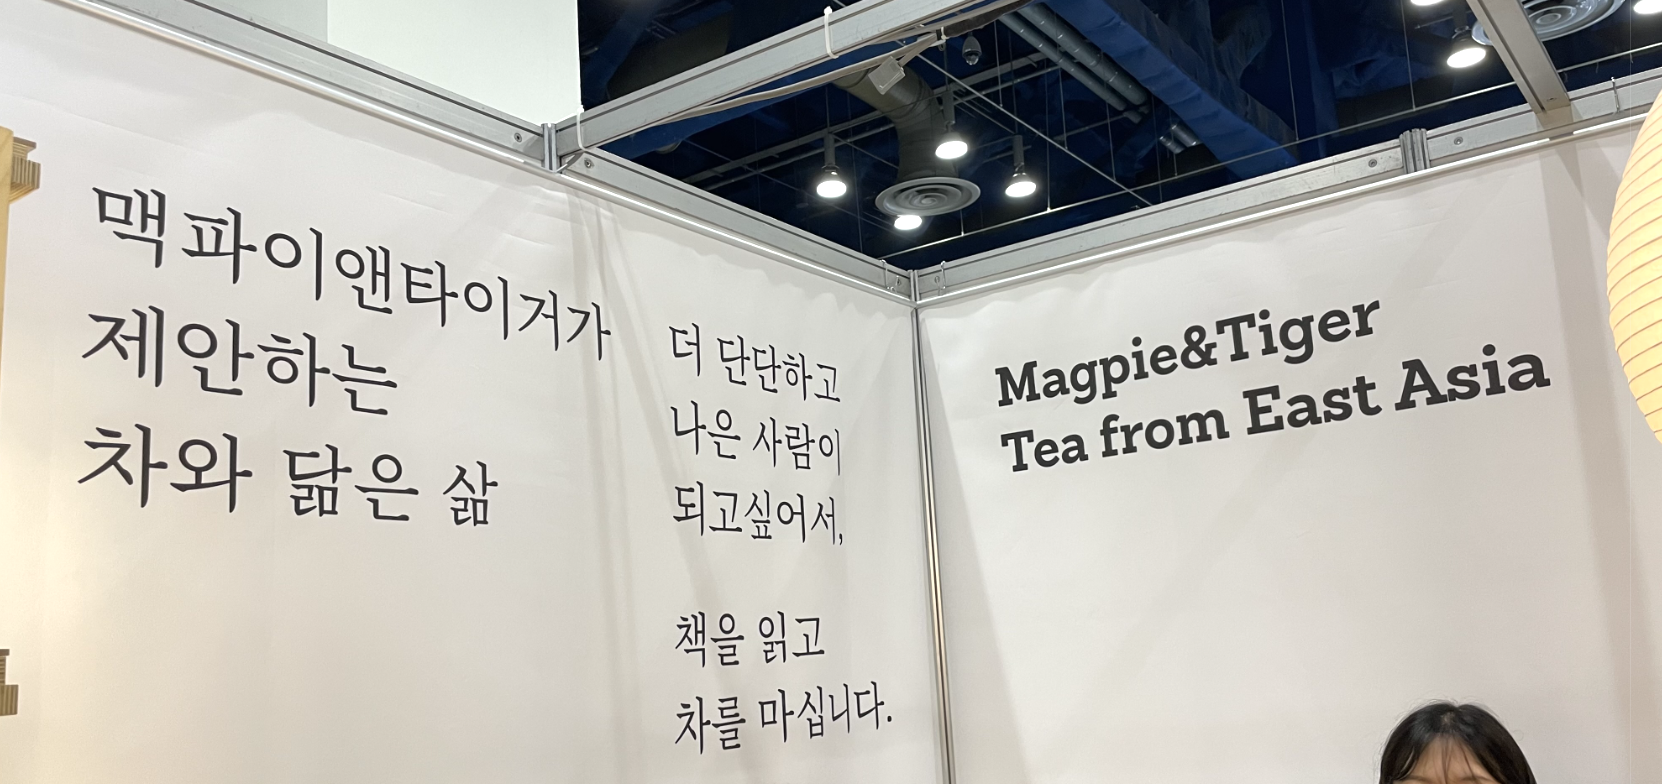 맥파이앤타이거가
제안하는
차와 닮은 삶
더 단단하고
나은 사람이
되고싶어서,
책을 읽고
차를 마십니다.
Magpie&Tiger
Tea from East Asia